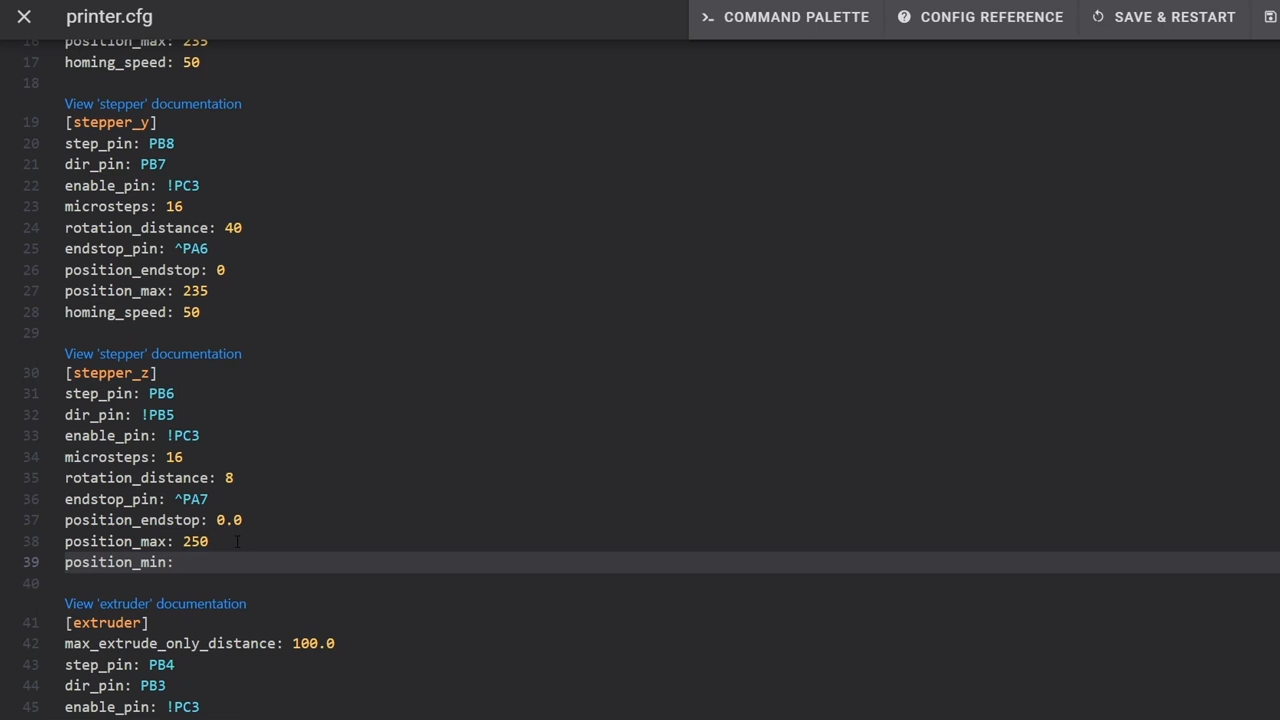 printer.cfg
COMMAND PALETTE
CONFIG REFERENCE
SAVE & RESTART
16 position_max: 235
17 homing_speed: 50
18
View 'stepper' documentation
19 [stepper_y]
20 step_pin: PB8
21 dir_pin: PB7
22 enable_pin: !PC3
23 microsteps: 16
24 rotation_distance: 40
25 endstop_pin: ^PA6
26 position_endstop: 0
27 position_max: 235
28 homing_speed: 50
29
View 'stepper' documentation
30 [stepper_z]
31 step_pin: PB6
32 dir_pin: !PB5
33 enable_pin: !PC3
34 microsteps: 16
35 rotation_distance: 8
36 endstop_pin: ^PA7
37 position_endstop: 0.0
38 position_max: 250
39 position_min:
40
View 'extruder' documentation
41 [extruder]
42 max_extrude_only_distance: 100.0
43 step_pin: PB4
44 dir_pin: PB3
45 enable_pin: !PC3